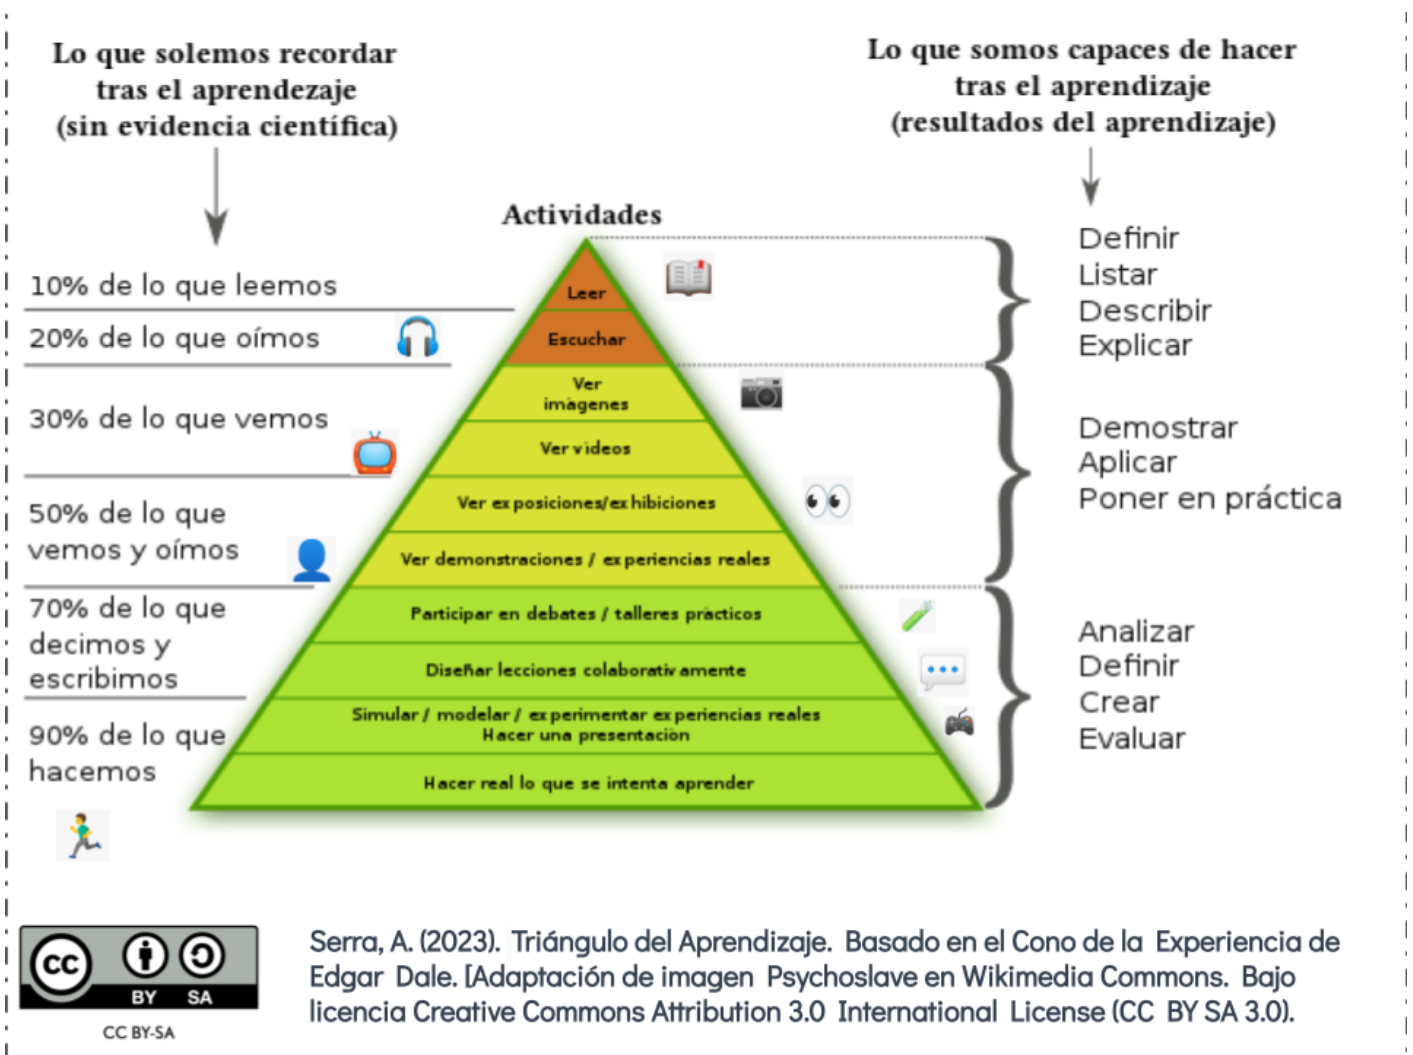 Lo que solemos recordar
tras el aprendezaje
(sin evidencia científica)
Lo que somos capaces de hacer
tras el aprendizaje
(resultados del aprendizaje)
Actividades
10% de lo que leemos
20% de lo que oímos
30% de lo que vemos
50% de lo que
vemos y oímos
70% de lo que
decimos y
escribimos
90% de lo que
hacemos
Leer
Escuchar
Ver
imàgenes
Ver vìdeos
Ver exposiciones/exhibiciones
Ver demonstraciones / experiencias reales
Participar en debates / talleres pràcticos
Diseñar lecciones colaborativamente
Simular / modelar / experimentar experiencias reales
Hacer una presentaciòn
Hacer real lo que se intenta aprender
Definir
Listar
Describir
Explicar
Demostrar
Aplicar
Poner en práctica
Analizar
Definir
Crear
Evaluar
cc
BY SA
CC BY-SA
Serra, A. (2023). Triángulo del Aprendizaje. Basado en el Cono de la Experiencia de
Edgar Dale. [Adaptación de imagen Psychoslave en Wikimedia Commons. Bajo
licencia Creative Commons Attribution 3.0 International License (CC BY SA 3.0).